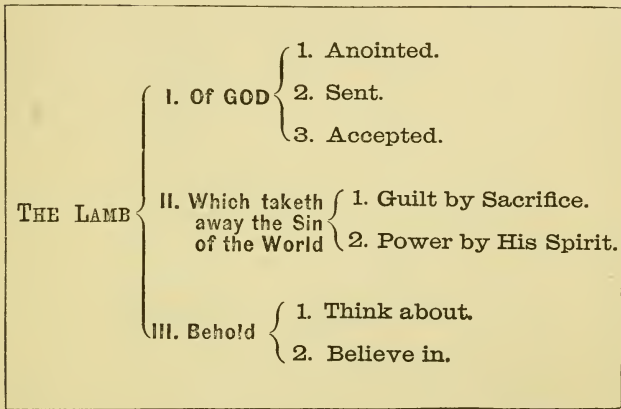 THE LAMB
I. Of GOD
1. Anointed.
2. Sent.
3. Accepted.
II. Which taketh
away the Sin
of the World
1. Guilt by Sacrifice.
2. Power by His Spirit.
III. Behold
1. Think about.
2. Believe in.